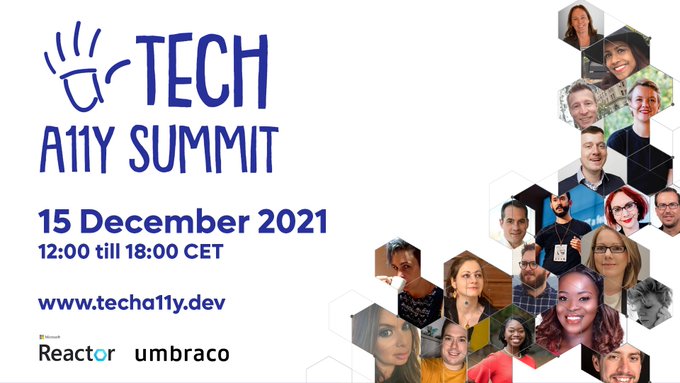 TECH
A11Y SUMMIT
15 December 2021
12:00 till 18:00 CET
www.techa11y.dev
Microsoft
Reactor
umbraco